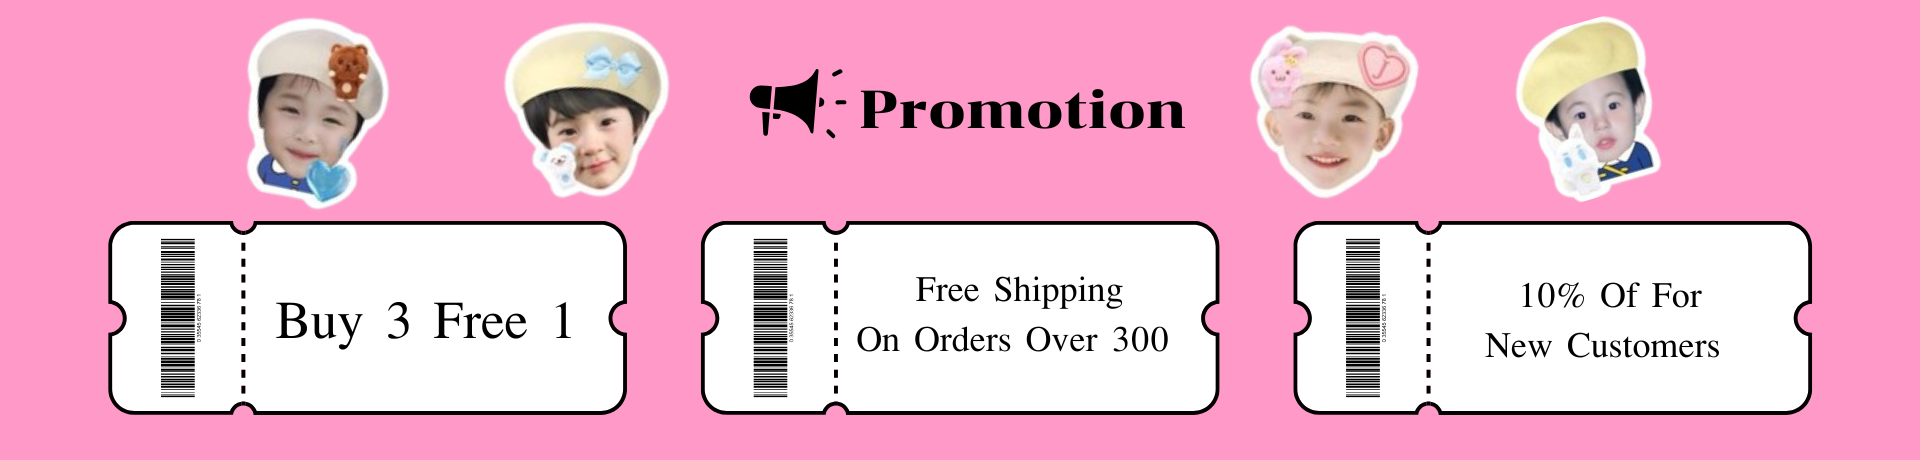 Promotion
Buy 3 Free 1
Free Shipping
On Orders Over 300
10% Of For
New Customers